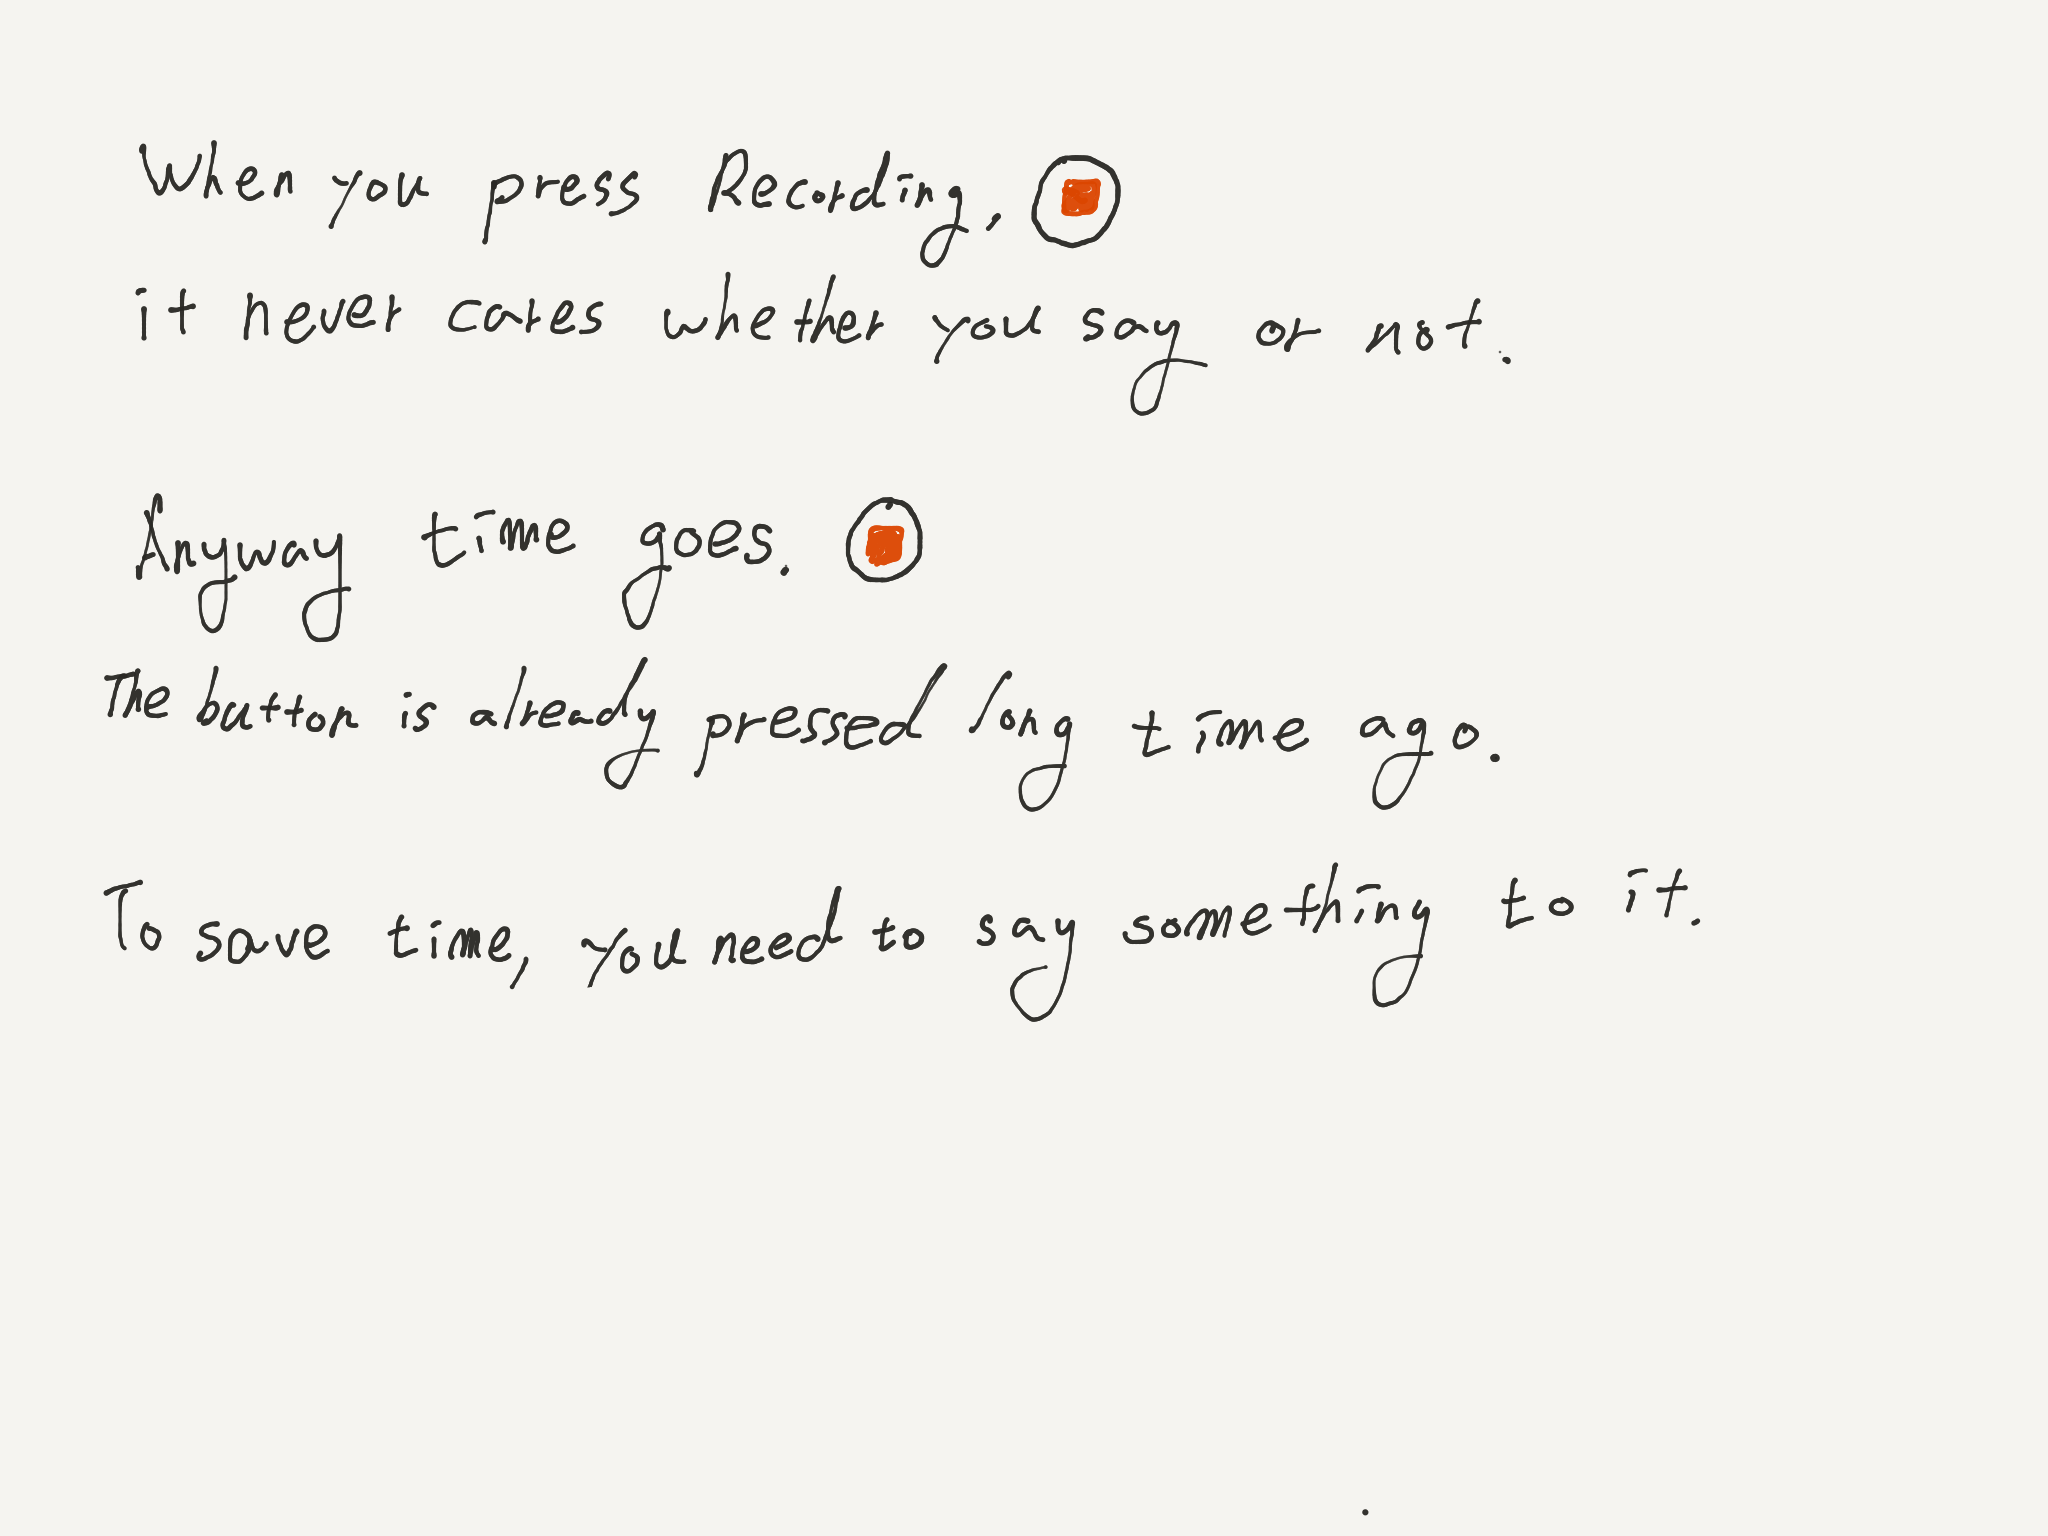 When you press Recording,
it never cares whether you say or not.
Anyway time goes.
The button is already pressed long time ago.
To save time, you need to say something to it.